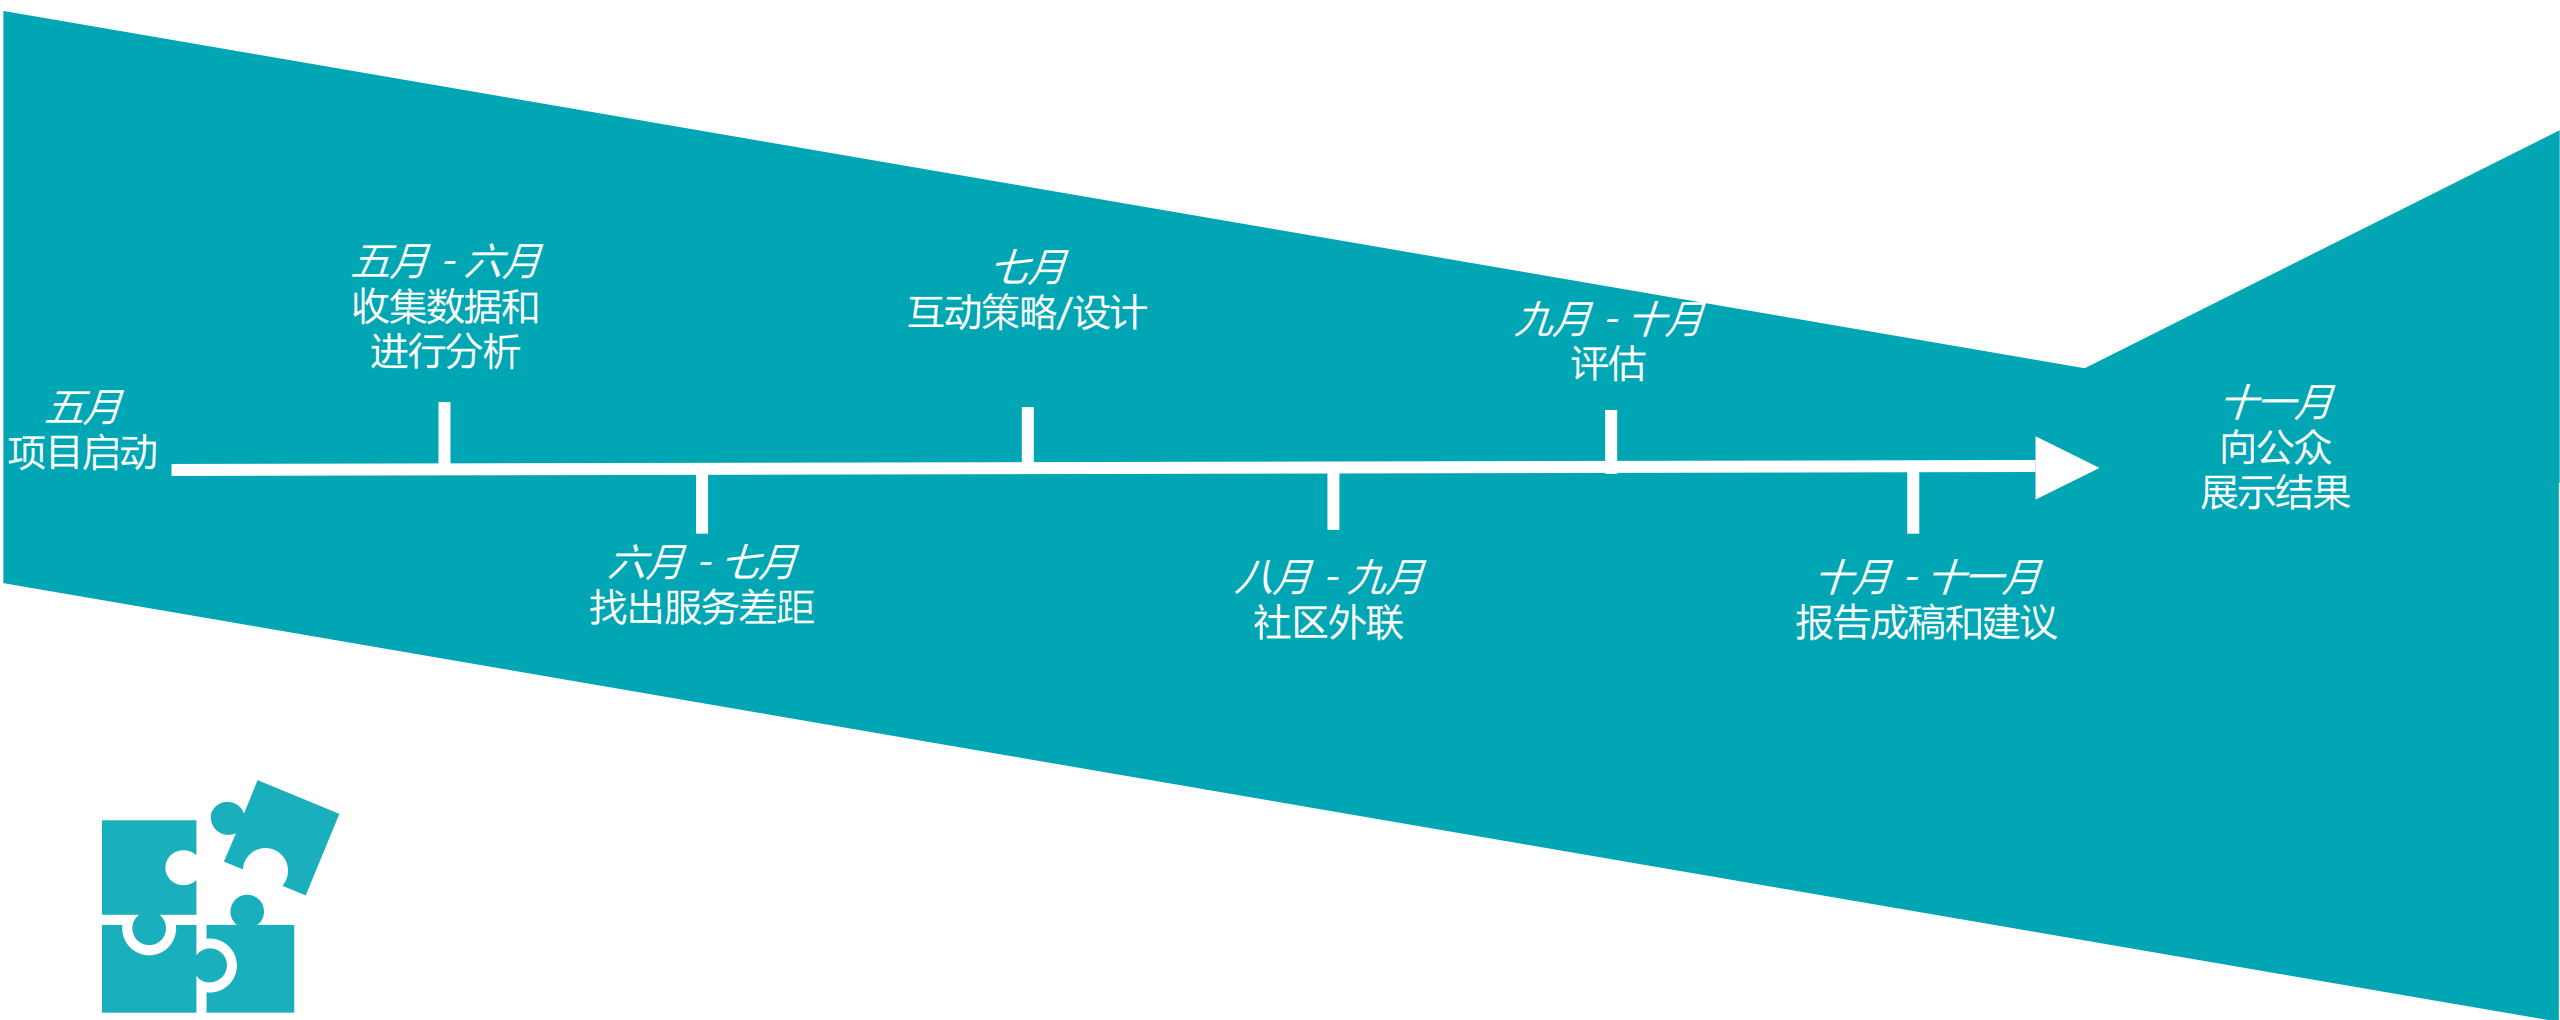 五月
项目启动
五月 - 六月
收集数据和
进行分析
六月 - 七月
找出服务差距
七月
互动策略/设计
八月 - 九月
社区外联
九月 - 十月
评估
十月 - 十一月
报告成稿和建议
十一月
向公众
展示结果